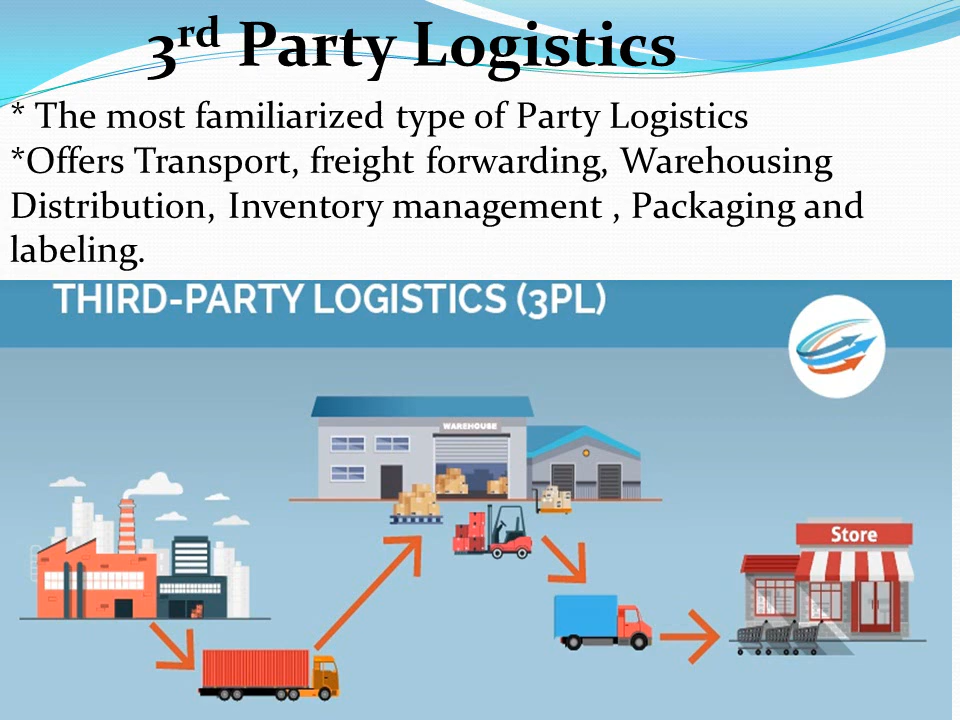 3rd Party Logistics
* The most familiarized type of Party Logistics
*Offers Transport, freight forwarding, Warehousing
Distribution, Inventory management , Packaging and
labeling.
THIRD-PARTY LOGISTICS (3PL)
WAREHOUSE
Store